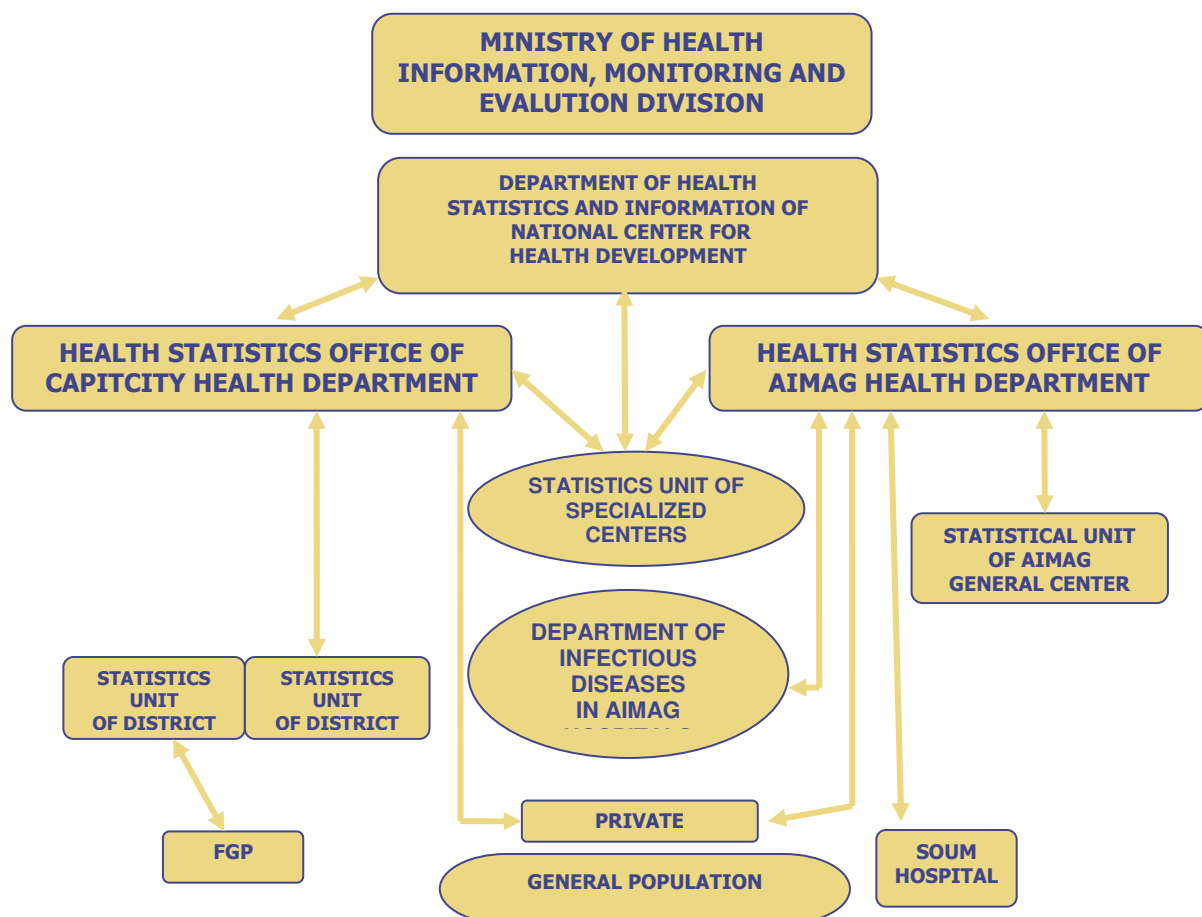 MINISTRY OF HEALTH
INFORMATION, MONITORING AND
EVALUTION DIVISION
DEPARTMENT OF HEALTH
STATISTICS AND INFORMATION OF
NATIONAL CENTER FOR
HEALTH DEVELOPMENT
HEALTH STATISTICS OFFICE OF
CAPITCITY HEALTH DEPARTMENT
HEALTH STATISTICS OFFICE OF
AIMAG HEALTH DEPARTMENT
STATISTICS UNIT OF
SPECIALIZED
CENTERS
STATISTICAL UNIT
OF AIMAG
GENERAL CENTER
DEPARTMENT OF
INFECTIOUS
DISEASES
IN AIMAG
STATISTICS
UNIT
OF DISTRICT
STATISTICS
UNIT
OF DISTRICT
PRIVATE
FGP
SOUM
HOSPITAL
GENERAL POPULATION